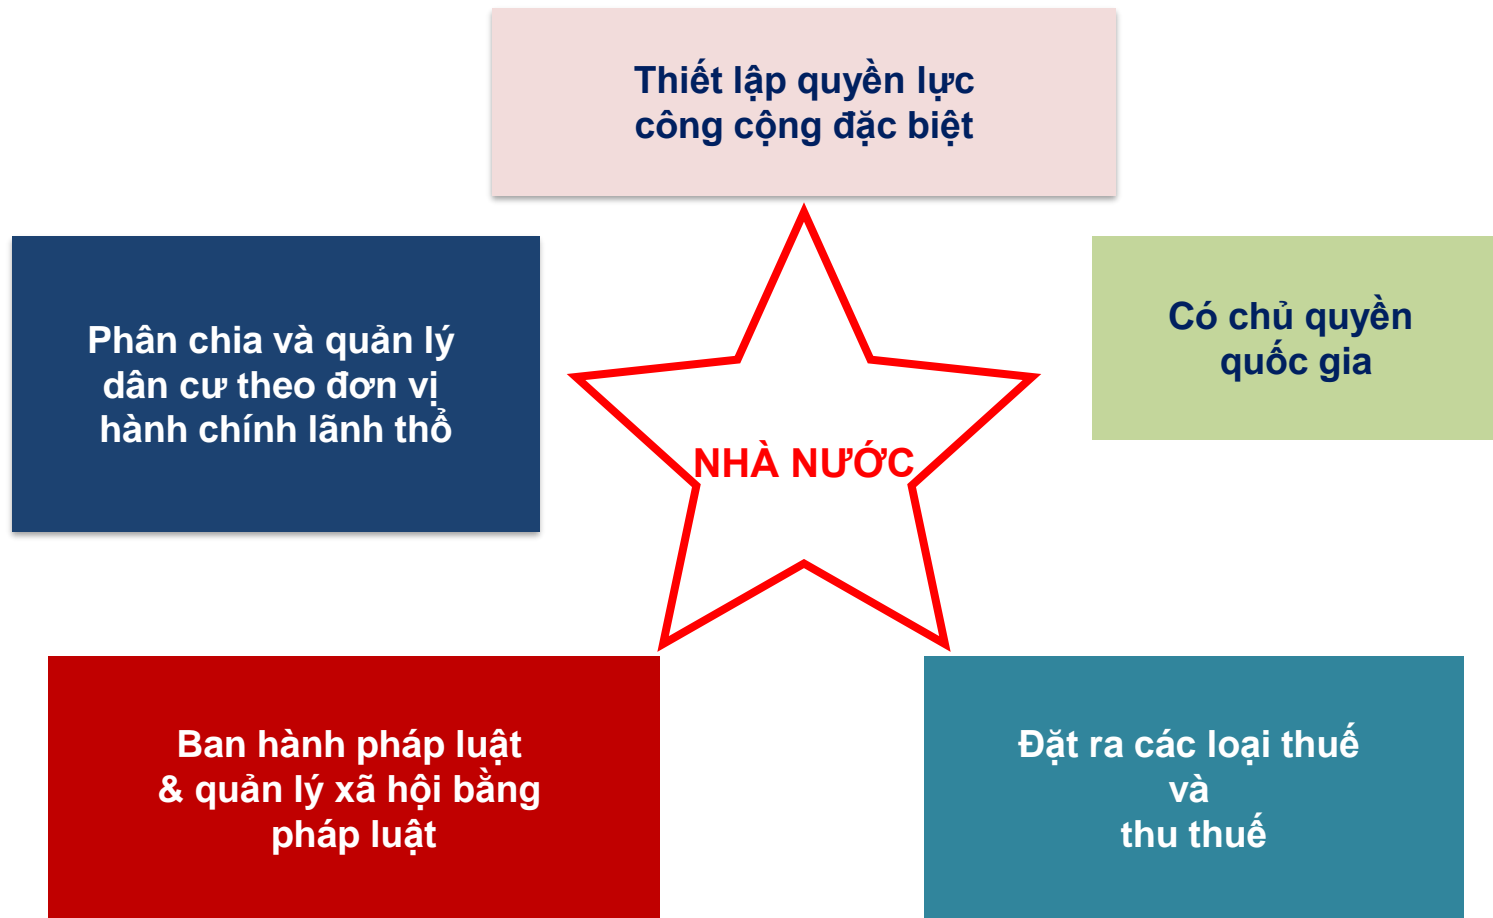 Thiết lập quyền lực
công cộng đặc biệt
Phân chia và quản lý
dân cư theo đơn vị
hành chính lãnh thổ
Có chủ quyền
quốc gia
NHÀ NƯỚC
Ban hành pháp luật
& quản lý xã hội bằng
pháp luật
Đặt ra các loại thuế
và
thu thuế